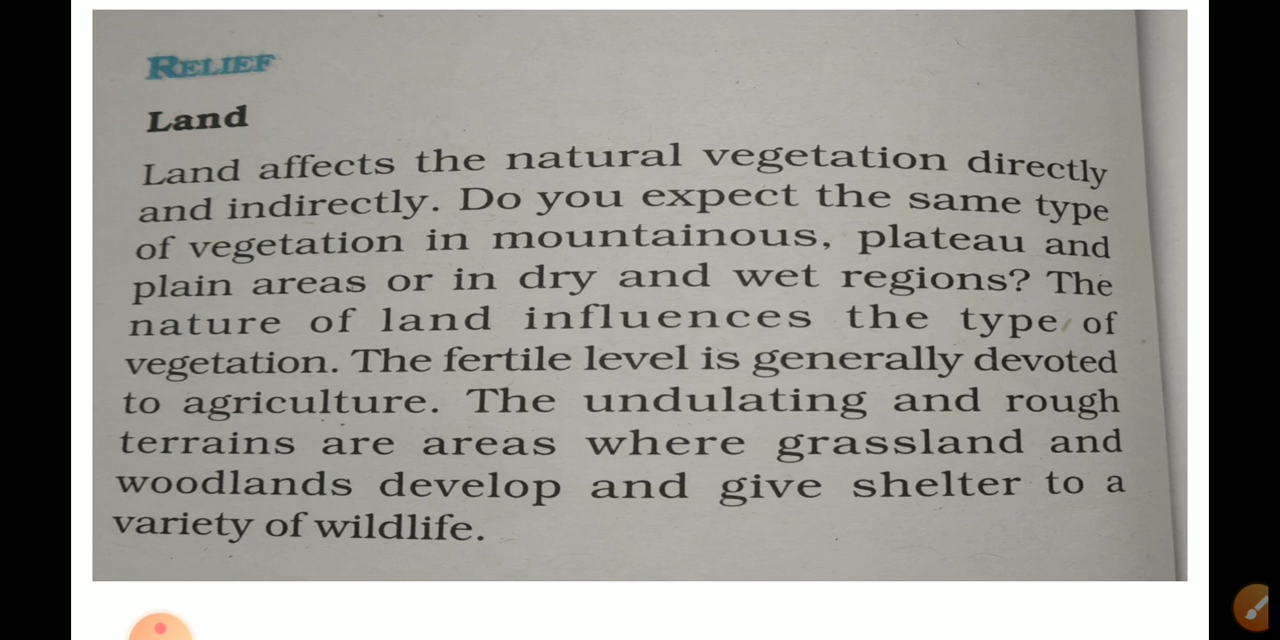 RELIEF
Land
Land affects the natural vegetation directly
and indirectly. Do you expect the same type
of vegetation in mountainous, plateau and
plain areas or in dry and wet regions? The
nature of land influences the type of
vegetation. The fertile level is generally devoted
to agriculture. The undulating and rough
terrains are areas where grassland and
woodlands develop and give shelter to a
variety of wildlife.